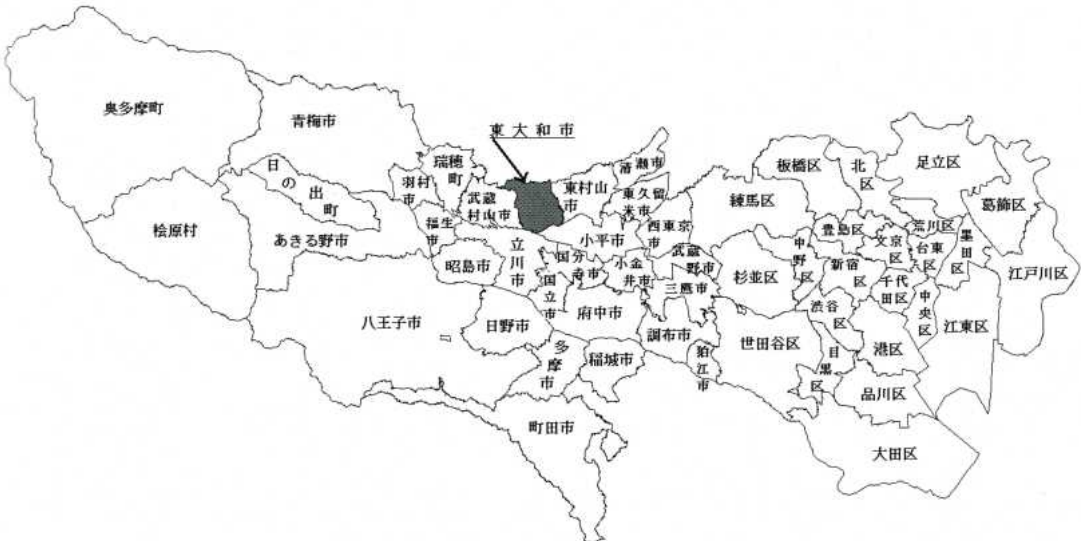 奥多摩町
青梅市
東大和市
清瀬市
瑞穂町
羽村市
武蔵村山市
東村山市
東久留米市
日の出町
桧原村
あきる野市
福生市
昭島市
立川市
小平市
西東京市
国分寺市
小金井市
武蔵野市
三鷹市
国立市
府中市
八王子市
日野市
多摩市
稲城市
調布市
狛江市
町田市
板橋区
北区
足立区
葛飾区
練馬区
豊島区
荒川区
文京区
台東区
墨田区
江戸川区
中野区
杉並区
新宿区
千代田区
中央区
渋谷区
江東区
世田谷区
目黒区
港区
品川区
大田区